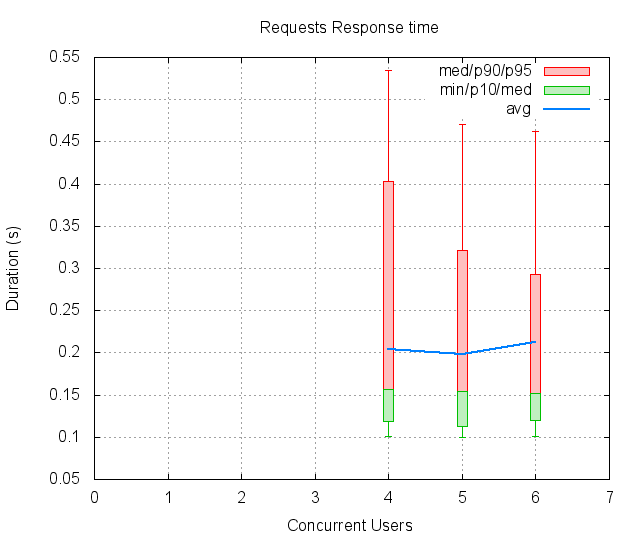 Requests Response time
0.55
0.5
0.45
0.4
0.35
0.3
0.25
0.2
0.15
0.1
0.05
Duration (s)
med/p90/p95
min/p10/med
avg
0 1 2 3 4 5 6 7
Concurrent Users